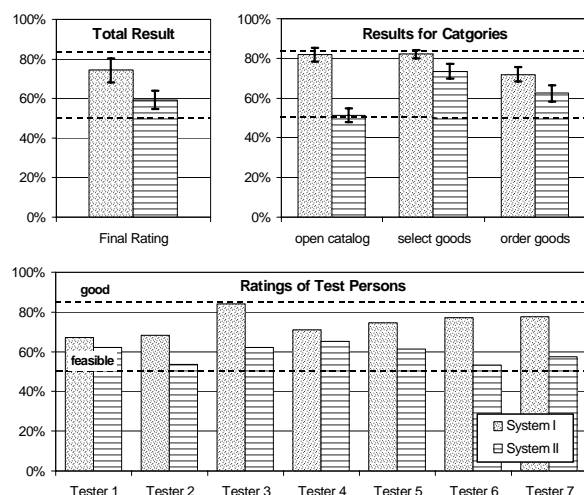 Total Result
100%
80%
60%
40%
20%
0%
Final Rating
Results for Catgories
100%
80%
60%
40%
20%
0%
open catalog
select goods
order goods
Ratings of Test Persons
100%
80%
60%
40%
20%
0%
good
feasible
System I
System II
Tester 1
Tester 2
Tester 3
Tester 4
Tester 5
Tester 6
Tester 7